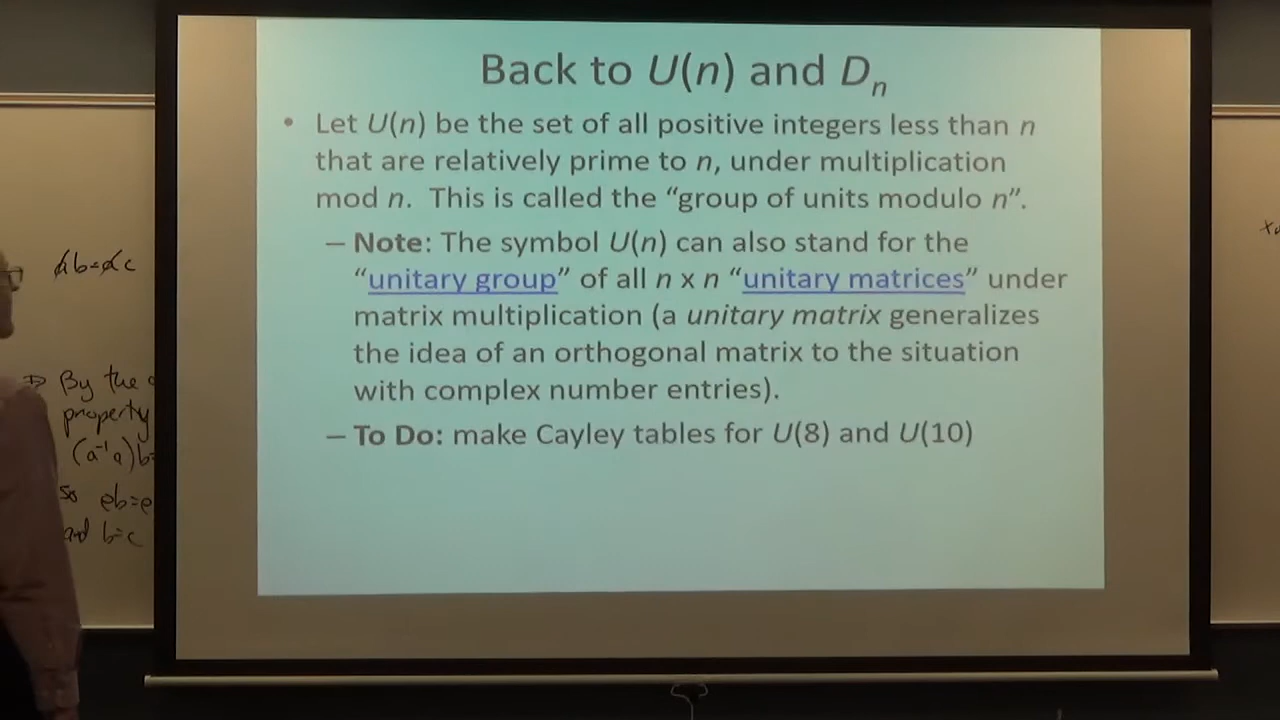 Back to U(n) and Dn
• Let U(n) be the set of all positive integers less than n
that are relatively prime to n, under multiplication
mod n. This is called the “group of units modulo n”.
– Note: The symbol U(n) can also stand for the
“unitary group” of all n x n “unitary matrices” under
matrix multiplication (a unitary matrix generalizes
the idea of an orthogonal matrix to the situation
with complex number entries).
– To Do: make Cayley tables for U(8) and U(10)
ab=ac
⇒ By the
property
(a⁻¹a)b=
so eb=e
and b=c